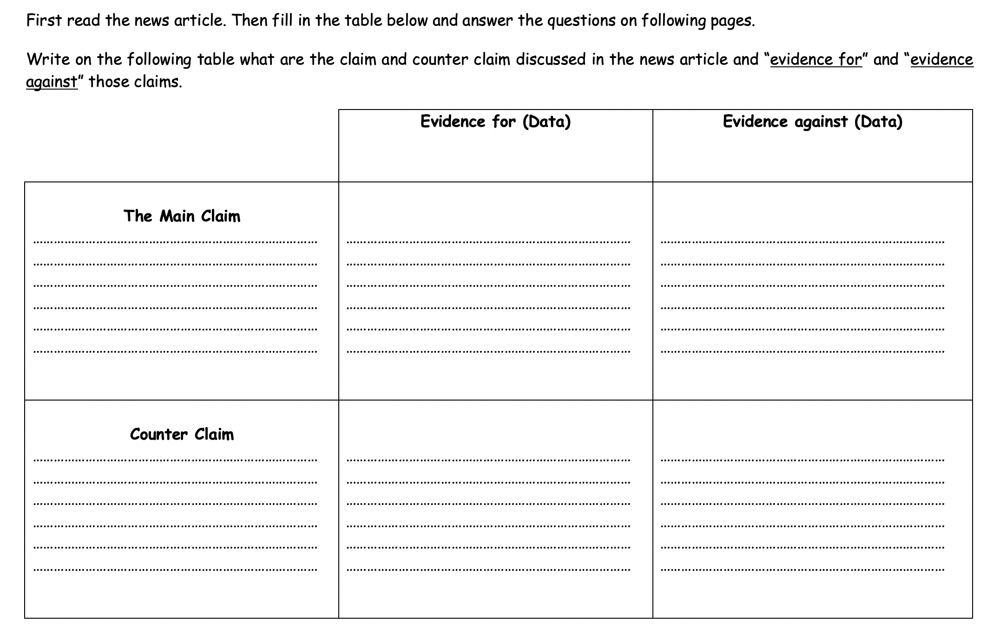 First read the news article. Then fill in the table below and answer the questions on following pages.
Write on the following table what are the claim and counter claim discussed in the news article and “evidence for” and “evidence
against” those claims.
Evidence for (Data)
Evidence against (Data)
The Main Claim
Counter Claim